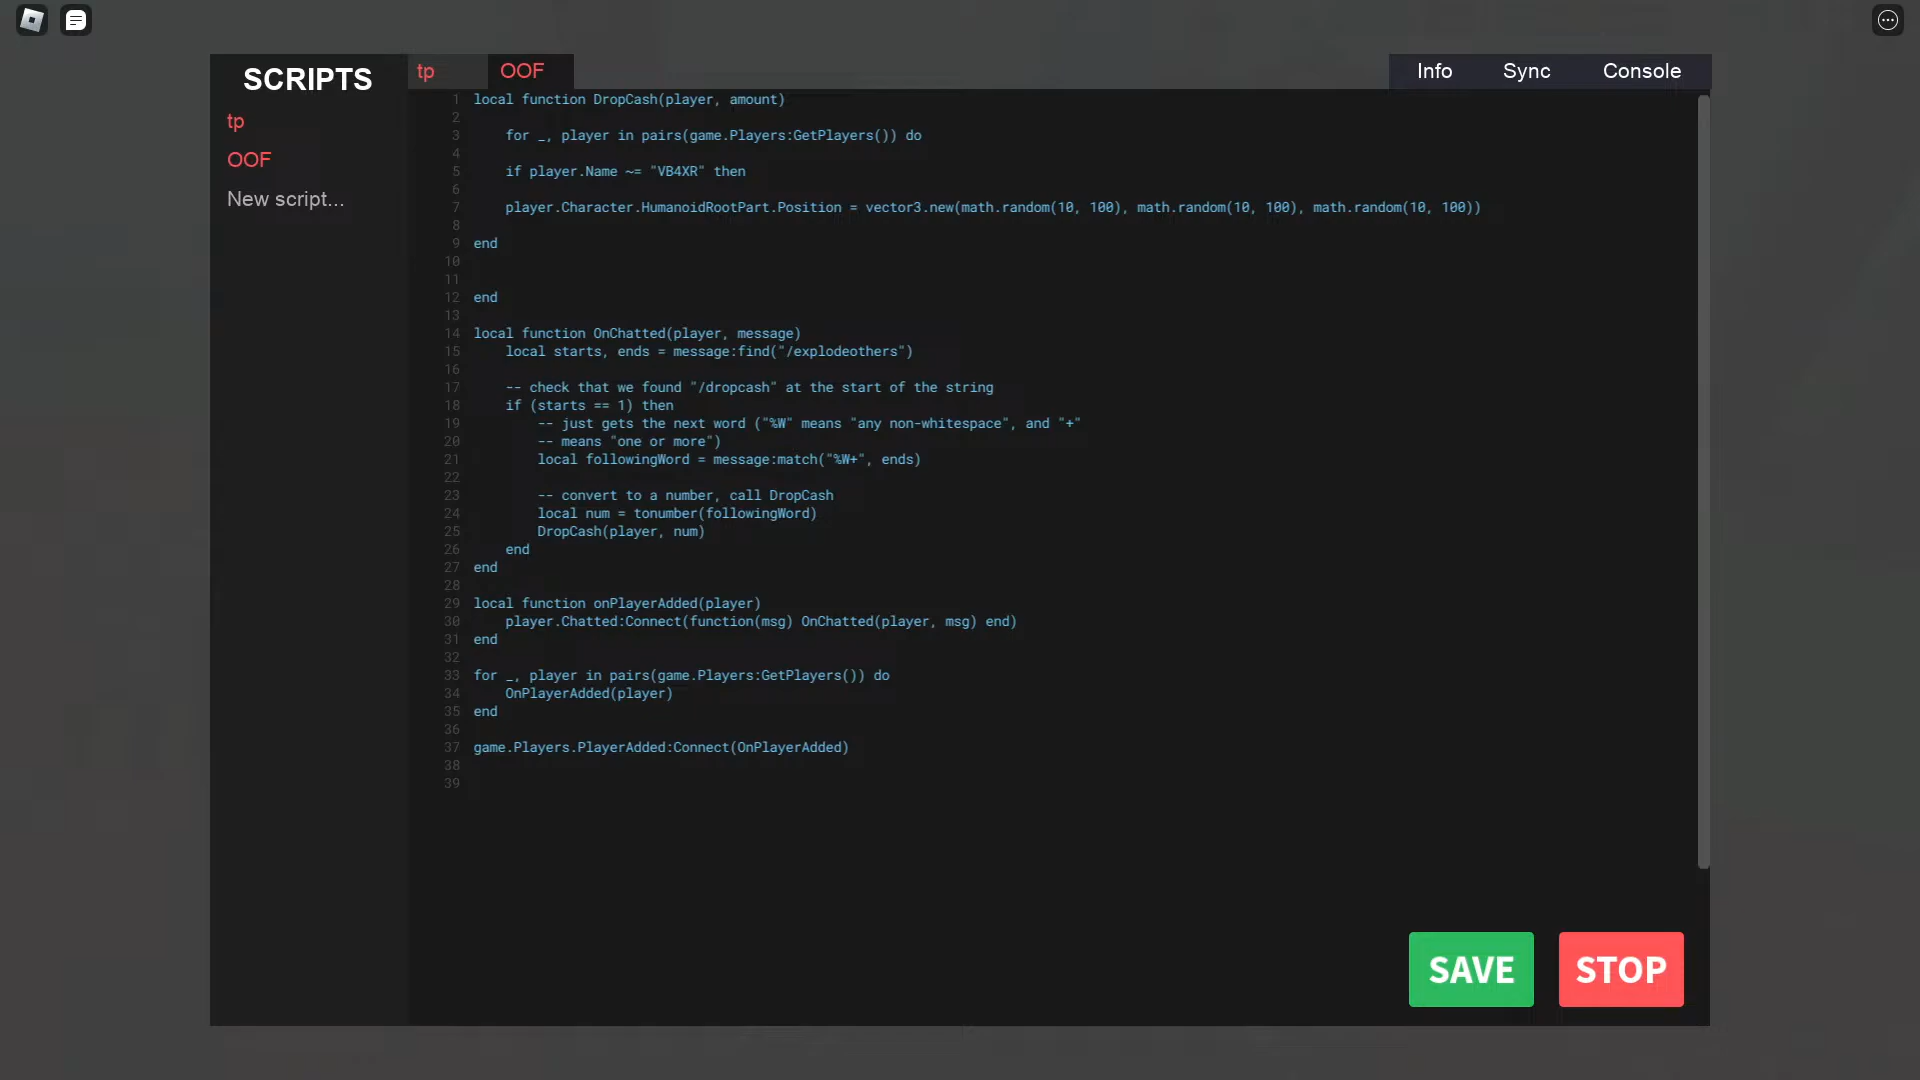 SCRIPTS
tp
OOF
New script...
tp
OOF
Info
Sync
Console
1 local function DropCash(player, amount)
2
3     for _, player in pairs(game.Players:GetPlayers()) do
4
5     if player.Name ~= "VB4XR" then
6
7     player.Character.HumanoidRootPart.Position = vector3.new(math.random(10, 100), math.random(10, 100), math.random(10, 100))
8
9 end
10
11
12 end
13
14 local function OnChatted(player, message)
15     local starts, ends = message:find("/explodeothers")
16
17     -- check that we found "/dropcash" at the start of the string
18     if (starts == 1) then
19         -- just gets the next word ("%W" means "any non-whitespace", and "+"
20         -- means "one or more")
21         local followingWord = message:match("%W+", ends)
22
23         -- convert to a number, call DropCash
24         local num = tonumber(followingWord)
25         DropCash(player, num)
26     end
27 end
28
29 local function onPlayerAdded(player)
30     player.Chatted:Connect(function(msg) OnChatted(player, msg) end)
31 end
32
33 for _, player in pairs(game.Players:GetPlayers()) do
34     OnPlayerAdded(player)
35 end
36
37 game.Players.PlayerAdded:Connect(OnPlayerAdded)
38
39
SAVE
STOP